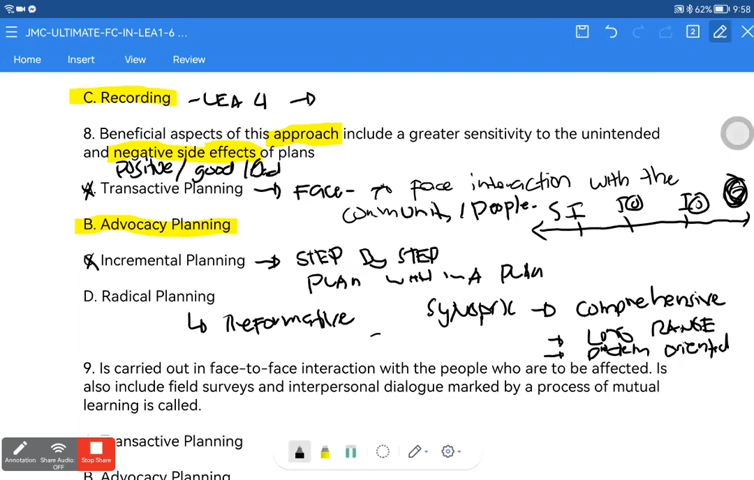 62% 9:58
JMC-ULTIMATE-FC-IN-LEA1-6 ...
2
Home Insert View Review
C. Recording - LEA 4 →
8. Beneficial aspects of this approach include a greater sensitivity to the unintended
and negative side effects of plans
Positive / good / Bad
A. Transactive Planning → Face- to face interaction with the
community / people.
SI
B. Advocacy Planning
C. Incremental Planning → STEP By STEP
PLAN within A plan
D. Radical Planning
↳ Reformative
Synoptic → Comprehensive
→ Long RANGE
→ oriented
9. Is carried out in face-to-face interaction with the people who are to be affected. Is
also include field surveys and interpersonal dialogue marked by a process of mutual
learning is called.
ansactive Planning
B. Advocacy Planning
Annotation Share Audio: OFF Stop Share